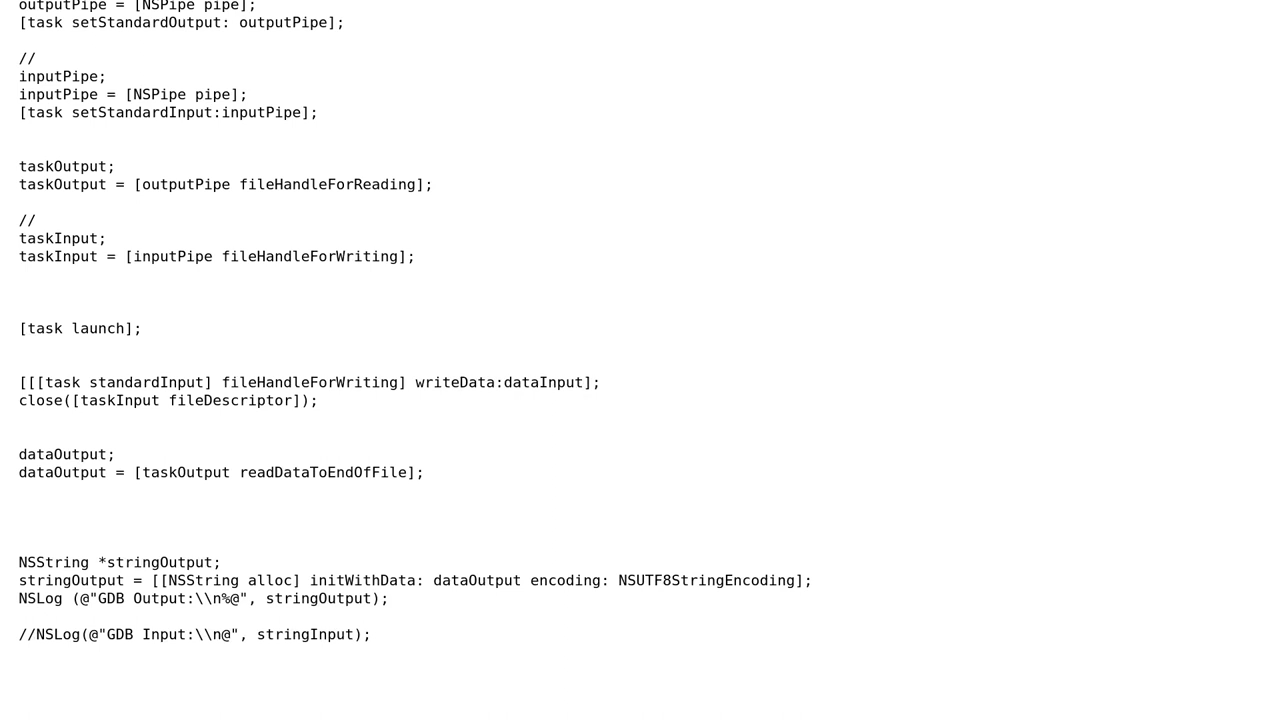 outputPipe = [NSPipe pipe];
[task setStandardOutput: outputPipe];
//
inputPipe;
inputPipe = [NSPipe pipe];
[task setStandardInput:inputPipe];
taskOutput;
taskOutput = [outputPipe fileHandleForReading];
//
taskInput;
taskInput = [inputPipe fileHandleForWriting];
[task launch];
[[[task standardInput] fileHandleForWriting] writeData:dataInput];
close([taskInput fileDescriptor]);
dataOutput;
dataOutput = [taskOutput readDataToEndOfFile];
NSString *stringOutput;
stringOutput = [[NSString alloc] initWithData: dataOutput encoding: NSUTF8StringEncoding];
NSLog (@"GDB Output:\\n%@", stringOutput);
//NSLog(@"GDB Input:\\n@", stringInput);